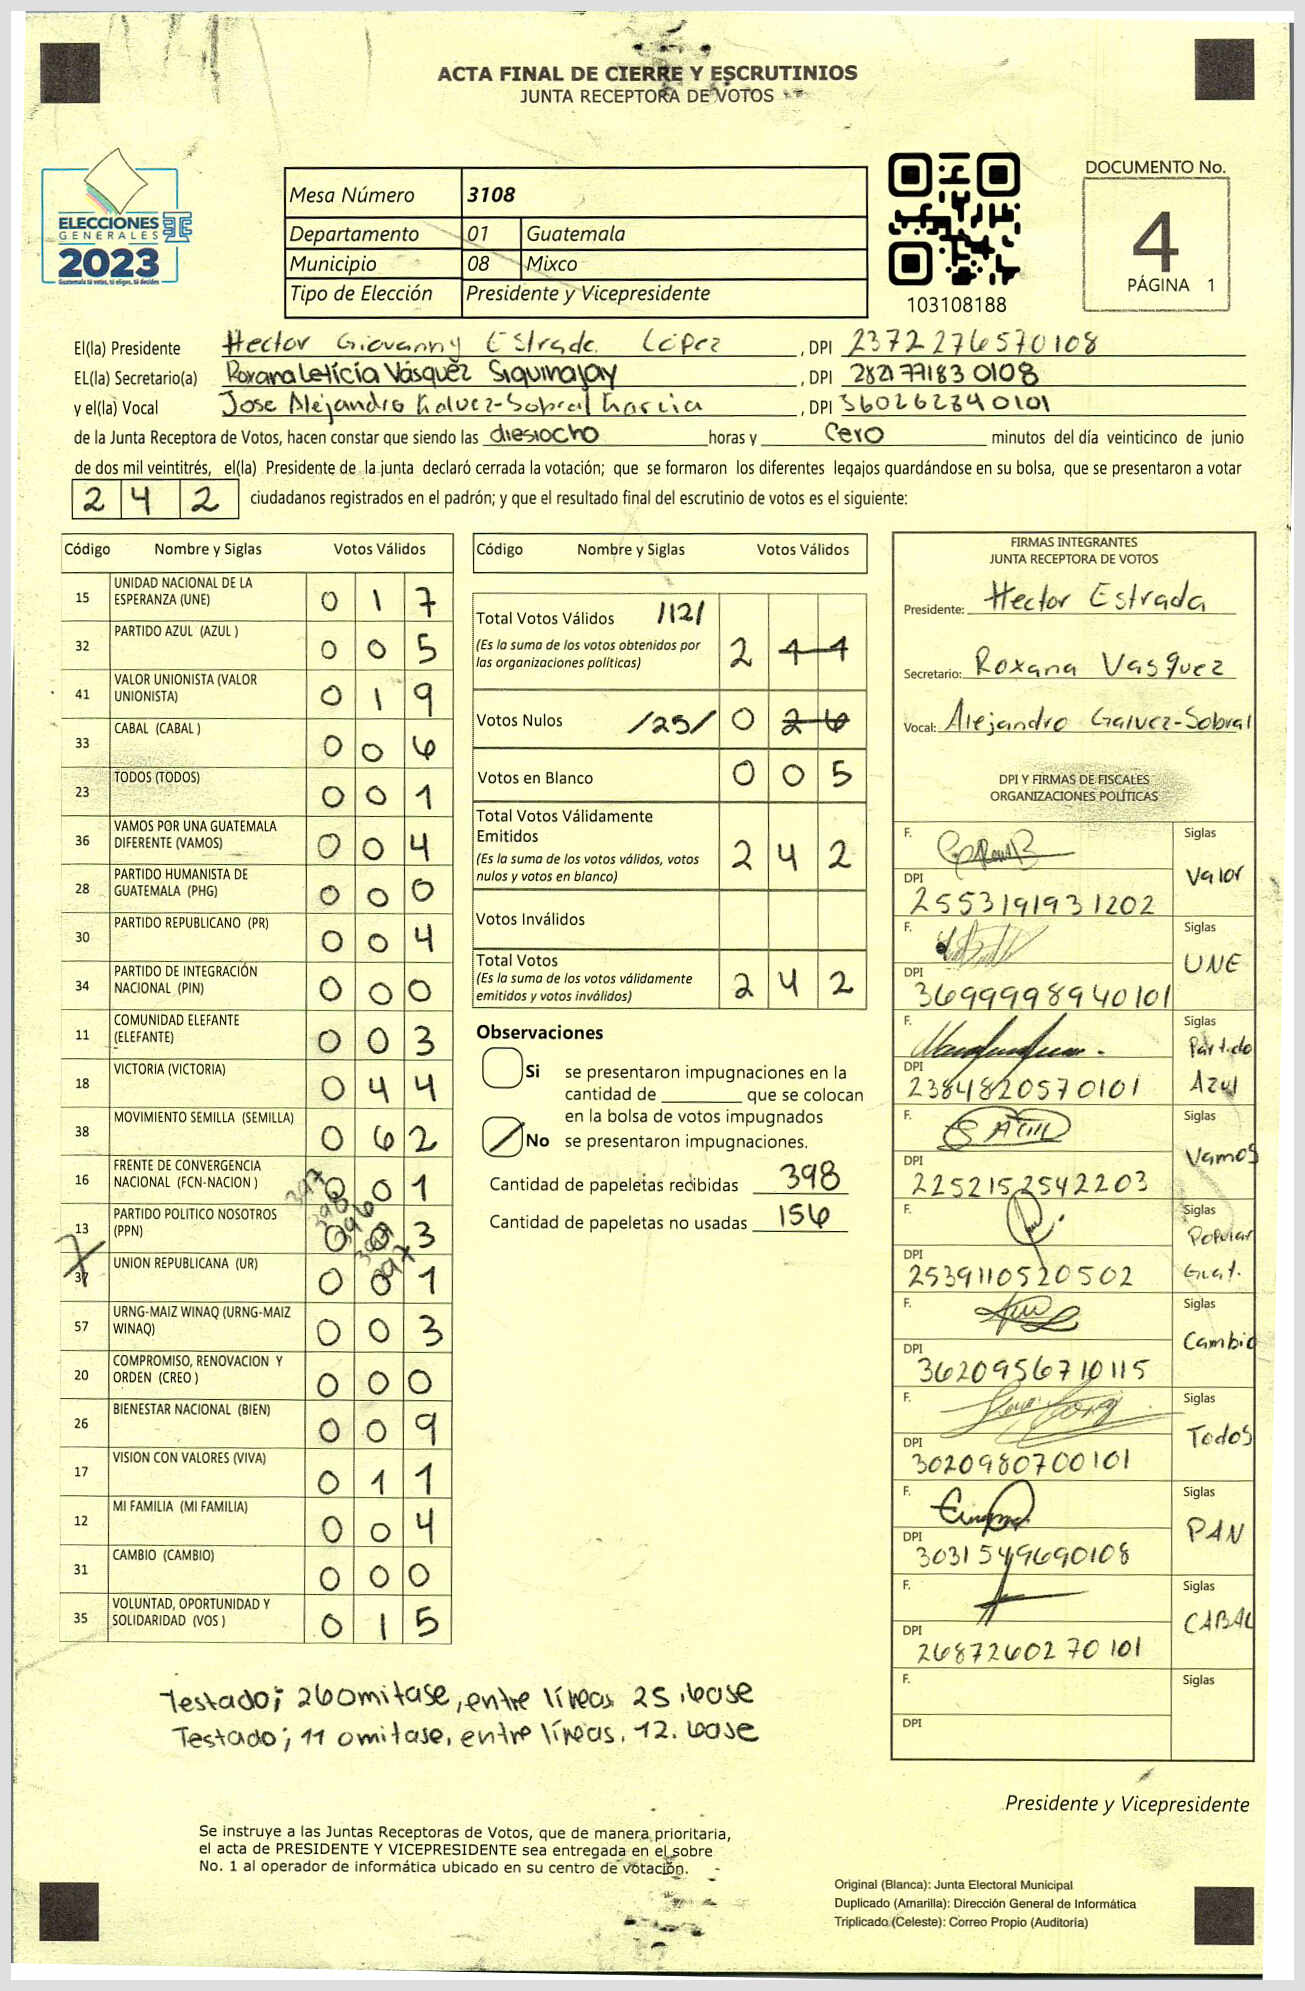 ACTA FINAL DE CIERRE Y ESCRUTINIOS
JUNTA RECEPTORA DE VOTOS
ELECCIONES
GENERALES
2023
Guatemala tú votas, tú eliges, tú decides
Mesa Número 3108
Departamento 01 Guatemala
Municipio 08 Mixco
Tipo de Elección Presidente y Vicepresidente
103108188
DOCUMENTO No.
4
PÁGINA 1
El(la) Presidente Hector Giovanny Estrada López , DPI 2372276570108
EL(la) Secretario(a) Roxana Leticia Vásquez Siquinajay , DPI 2821771830108
y el(la) Vocal Jose Alejandro Galvez-Sobral Garcia , DPI 360262840101
de la Junta Receptora de Votos, hacen constar que siendo las diesiocho horas y cero minutos del día veinticinco de junio
de dos mil veintitrés, el(la) Presidente de la junta declaró cerrada la votación; que se formaron los diferentes legajos guardándose en su bolsa, que se presentaron a votar
242 ciudadanos registrados en el padrón; y que el resultado final del escrutinio de votos es el siguiente:
Código Nombre y Siglas Votos Válidos
15 UNIDAD NACIONAL DE LA ESPERANZA (UNE) 0 1 7
32 PARTIDO AZUL (AZUL ) 0 0 5
41 VALOR UNIONISTA (VALOR UNIONISTA) 0 1 9
33 CABAL (CABAL ) 0 0 6
23 TODOS (TODOS) 0 0 1
36 VAMOS POR UNA GUATEMALA DIFERENTE (VAMOS) 0 0 4
28 PARTIDO HUMANISTA DE GUATEMALA (PHG) 0 0 0
30 PARTIDO REPUBLICANO (PR) 0 0 4
34 PARTIDO DE INTEGRACIÓN NACIONAL (PIN) 0 0 0
11 COMUNIDAD ELEFANTE (ELEFANTE) 0 0 3
18 VICTORIA (VICTORIA) 0 4 4
38 MOVIMIENTO SEMILLA (SEMILLA) 0 6 2
16 FRENTE DE CONVERGENCIA NACIONAL (FCN-NACION ) 0 0 1
13 PARTIDO POLITICO NOSOTROS (PPN) 0 0 3
37 UNION REPUBLICANA (UR) 0 0 1
57 URNG-MAIZ WINAQ (URNG-MAIZ WINAQ) 0 0 3
20 COMPROMISO, RENOVACION Y ORDEN (CREO ) 0 0 0
26 BIENESTAR NACIONAL (BIEN) 0 0 9
17 VISION CON VALORES (VIVA) 0 1 1
12 MI FAMILIA (MI FAMILIA) 0 0 4
31 CAMBIO (CAMBIO) 0 0 0
35 VOLUNTAD, OPORTUNIDAD Y SOLIDARIDAD (VOS ) 0 1 5
397
398
396
397
Código Nombre y Siglas Votos Válidos
Total Votos Válidos /12/ 2 1 1
(Es la suma de los votos obtenidos por
las organizaciones políticas)
Votos Nulos /25/ 0 2 6
Votos en Blanco 0 0 5
Total Votos Válidamente
Emitidos 2 4 2
(Es la suma de los votos válidos, votos
nulos y votos en blanco)
Votos Inválidos
Total Votos 2 4 2
(Es la suma de los votos válidamente
emitidos y votos inválidos)
Observaciones
Si se presentaron impugnaciones en la
cantidad de que se colocan
en la bolsa de votos impugnados
No se presentaron impugnaciones.
Cantidad de papeletas recibidas 398
Cantidad de papeletas no usadas 156
FIRMAS INTEGRANTES
JUNTA RECEPTORA DE VOTOS
Presidente: Hector Estrada
Secretario: Roxana Vasquez
Vocal: Alejandro Galvez-Sobral
DPI Y FIRMAS DE FISCALES
ORGANIZACIONES POLÍTICAS
F. Siglas
Valor
DPI
2553191931202
F. Siglas
UNE
DPI
3699998940101
F. Siglas
Partido
Azul
DPI
2384820570101
F. Siglas
Vamos
DPI
2252152542203
F. Siglas
Popular
Guat.
DPI
2539110520502
F. Siglas
Cambio
DPI
3620956710115
F. Siglas
Todos
DPI
3020980700101
F. Siglas
PAN
DPI
3031549690108
F. Siglas
CABAL
DPI
2687260270101
F. Siglas
DPI
Testado; 26 omitase, entre líneas 25. léase
Testado; 11 omitase, entre líneas. 12. léase
Presidente y Vicepresidente
Se instruye a las Juntas Receptoras de Votos, que de manera prioritaria,
el acta de PRESIDENTE Y VICEPRESIDENTE sea entregada en el sobre
No. 1 al operador de informática ubicado en su centro de votación.
Original (Blanca): Junta Electoral Municipal
Duplicado (Amarilla): Dirección General de Informática
Triplicado (Celeste): Correo Propio (Auditoría)